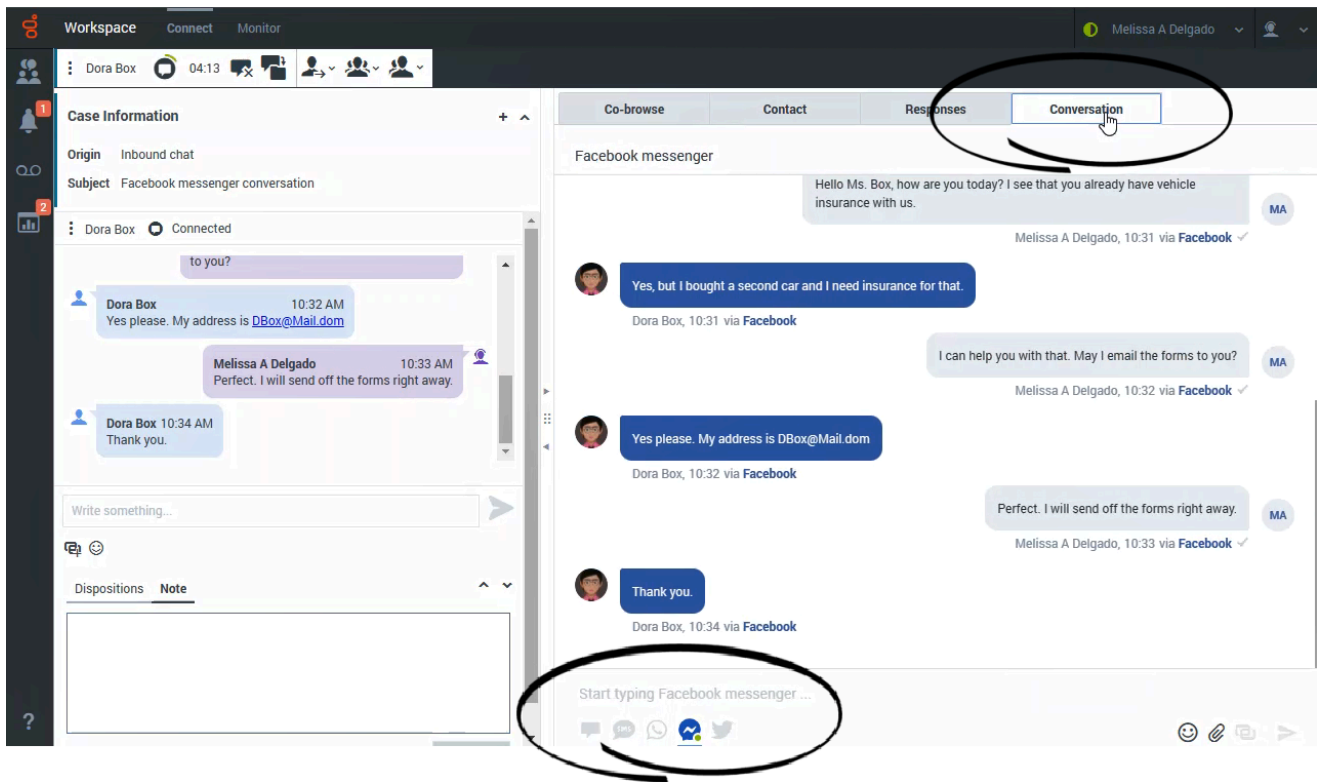 Workspace Connect Monitor Melissa A Delgado
Dora Box 04:13
1
2
?
Case Information +
Origin Inbound chat
Subject Facebook messenger conversation
Dora Box Connected
to you?
Dora Box 10:32 AM
Yes please. My address is DBox@Mail.dom
Melissa A Delgado 10:33 AM
Perfect. I will send off the forms right away.
Dora Box 10:34 AM
Thank you.
Write something...
Dispositions Note
Co-browse Contact Responses Conversation
Facebook messenger
Hello Ms. Box, how are you today? I see that you already have vehicle
insurance with us.
MA
Melissa A Delgado, 10:31 via Facebook
Yes, but I bought a second car and I need insurance for that.
Dora Box, 10:31 via Facebook
I can help you with that. May I email the forms to you?
MA
Melissa A Delgado, 10:32 via Facebook
Yes please. My address is DBox@Mail.dom
Dora Box, 10:32 via Facebook
Perfect. I will send off the forms right away.
MA
Melissa A Delgado, 10:33 via Facebook
Thank you.
Dora Box, 10:34 via Facebook
Start typing Facebook messenger ...